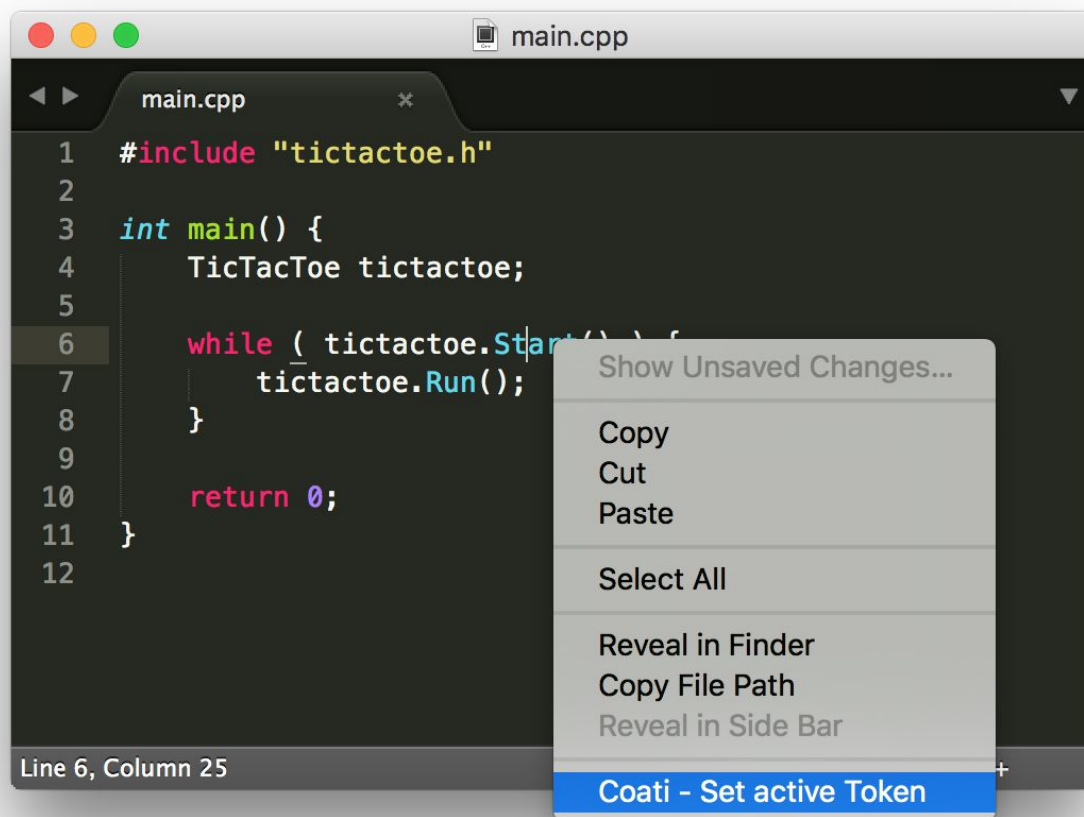 main.cpp
main.cpp
1 #include "tictactoe.h"
2
3 int main() {
4     TicTacToe tictactoe;
5
6     while ( tictactoe.Start() ) {
7         tictactoe.Run();
8     }
9
10     return 0;
11 }
12
Show Unsaved Changes...
Copy
Cut
Paste
Select All
Reveal in Finder
Copy File Path
Reveal in Side Bar
Coati - Set active Token
Line 6, Column 25
+